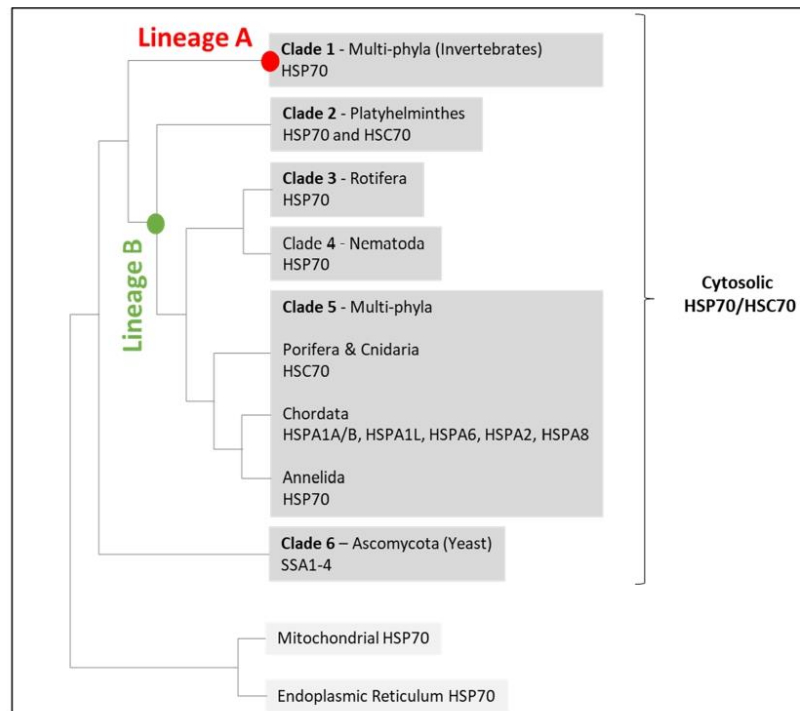 Lineage A
Clade 1 - Multi-phyla (Invertebrates)
HSP70
Clade 2 - Platyhelminthes
HSP70 and HSC70
Clade 3 - Rotifera
HSP70
Lineage B
Clade 4 - Nematoda
HSP70
Clade 5 - Multi-phyla
Porifera & Cnidaria
HSC70
Chordata
HSPA1A/B, HSPA1L, HSPA6, HSPA2, HSPA8
Annelida
HSP70
Clade 6 – Ascomycota (Yeast)
SSA1-4
Cytosolic
HSP70/HSC70
Mitochondrial HSP70
Endoplasmic Reticulum HSP70